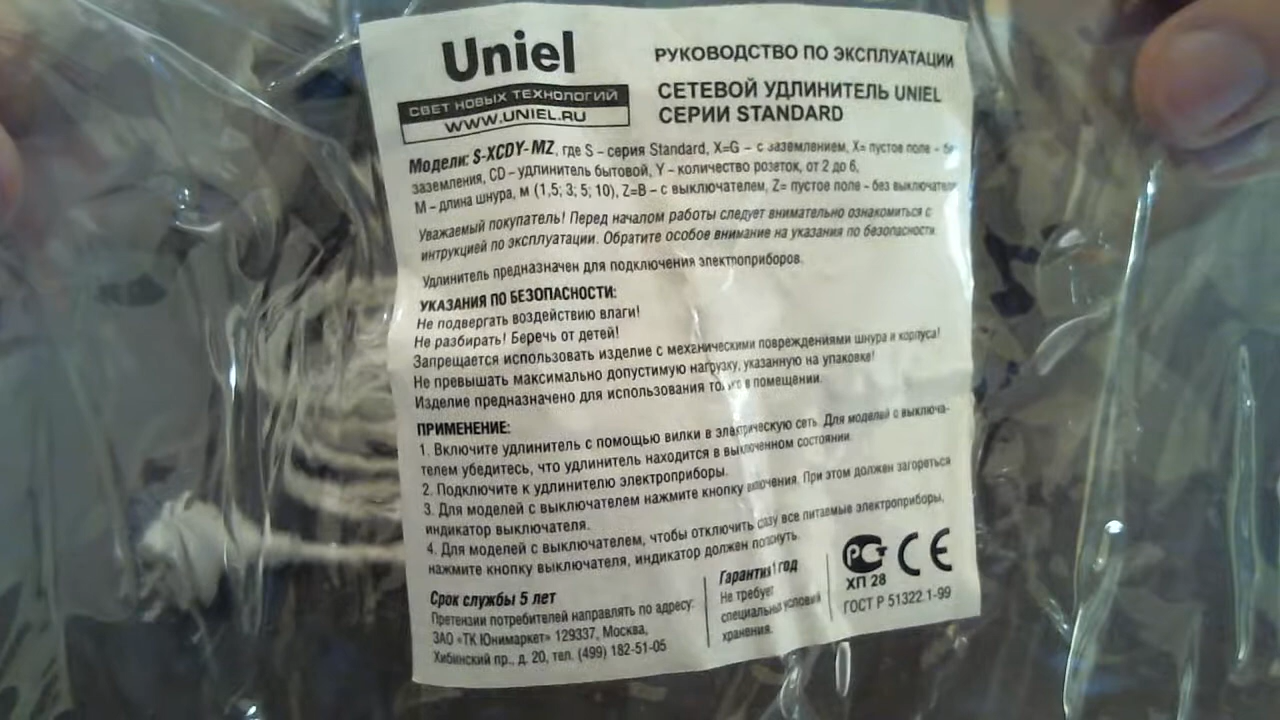 Uniel
СВЕТ НОВЫХ ТЕХНОЛОГИЙ
WWW.UNIEL.RU
РУКОВОДСТВО ПО ЭКСПЛУАТАЦИИ
СЕТЕВОЙ УДЛИНИТЕЛЬ UNIEL
СЕРИИ STANDARD
Модели: S-XCDY-MZ, где S – серия Standard, X=G – с заземлением, X= пустое поле - без
заземления, CD – удлинитель бытовой, Y – количество розеток, от 2 до 6,
M – длина шнура, м (1,5; 3; 5; 10), Z=B – с выключателем, Z= пустое поле - без выключателя
Уважаемый покупатель! Перед началом работы следует внимательно ознакомиться с
интрукцией по эксплуатации. Обратите особое внимание на указания по безопасности.
Удлинитель предназначен для подключения электроприборов.
УКАЗАНИЯ ПО БЕЗОПАСНОСТИ:
Не подвергать воздействию влаги!
Не разбирать! Беречь от детей!
Запрещается использовать изделие с механическими повреждениями шнура и корпуса!
Не превышать максимально допустимую нагрузку, указанную на упаковке!
Изделие предназначено для использования только в помещении.
ПРИМЕНЕНИЕ:
1. Включите удлинитель с помощью вилки в электрическую сеть. Для моделей с выключа-
телем убедитесь, что удлинитель находится в выключенном состоянии.
2. Подключите к удлинителю электроприборы.
3. Для моделей с выключателем нажмите кнопку включения. При этом должен загореться
индикатор выключателя.
4. Для моделей с выключателем, чтобы отключить сразу все питаемые электроприборы,
нажмите кнопку выключателя, индикатор должен погаснуть.
Срок службы 5 лет
Претензии потребителей направлять по адресу:
ЗАО «ТК Юнимаркет» 129337, Москва,
Хибинский пр., д. 20, тел. (499) 182-51-05
Гарантия 1 год
Не требует
специальных условий
хранения.
РСТ CE
ХП 28
ГОСТ Р 51322.1-99